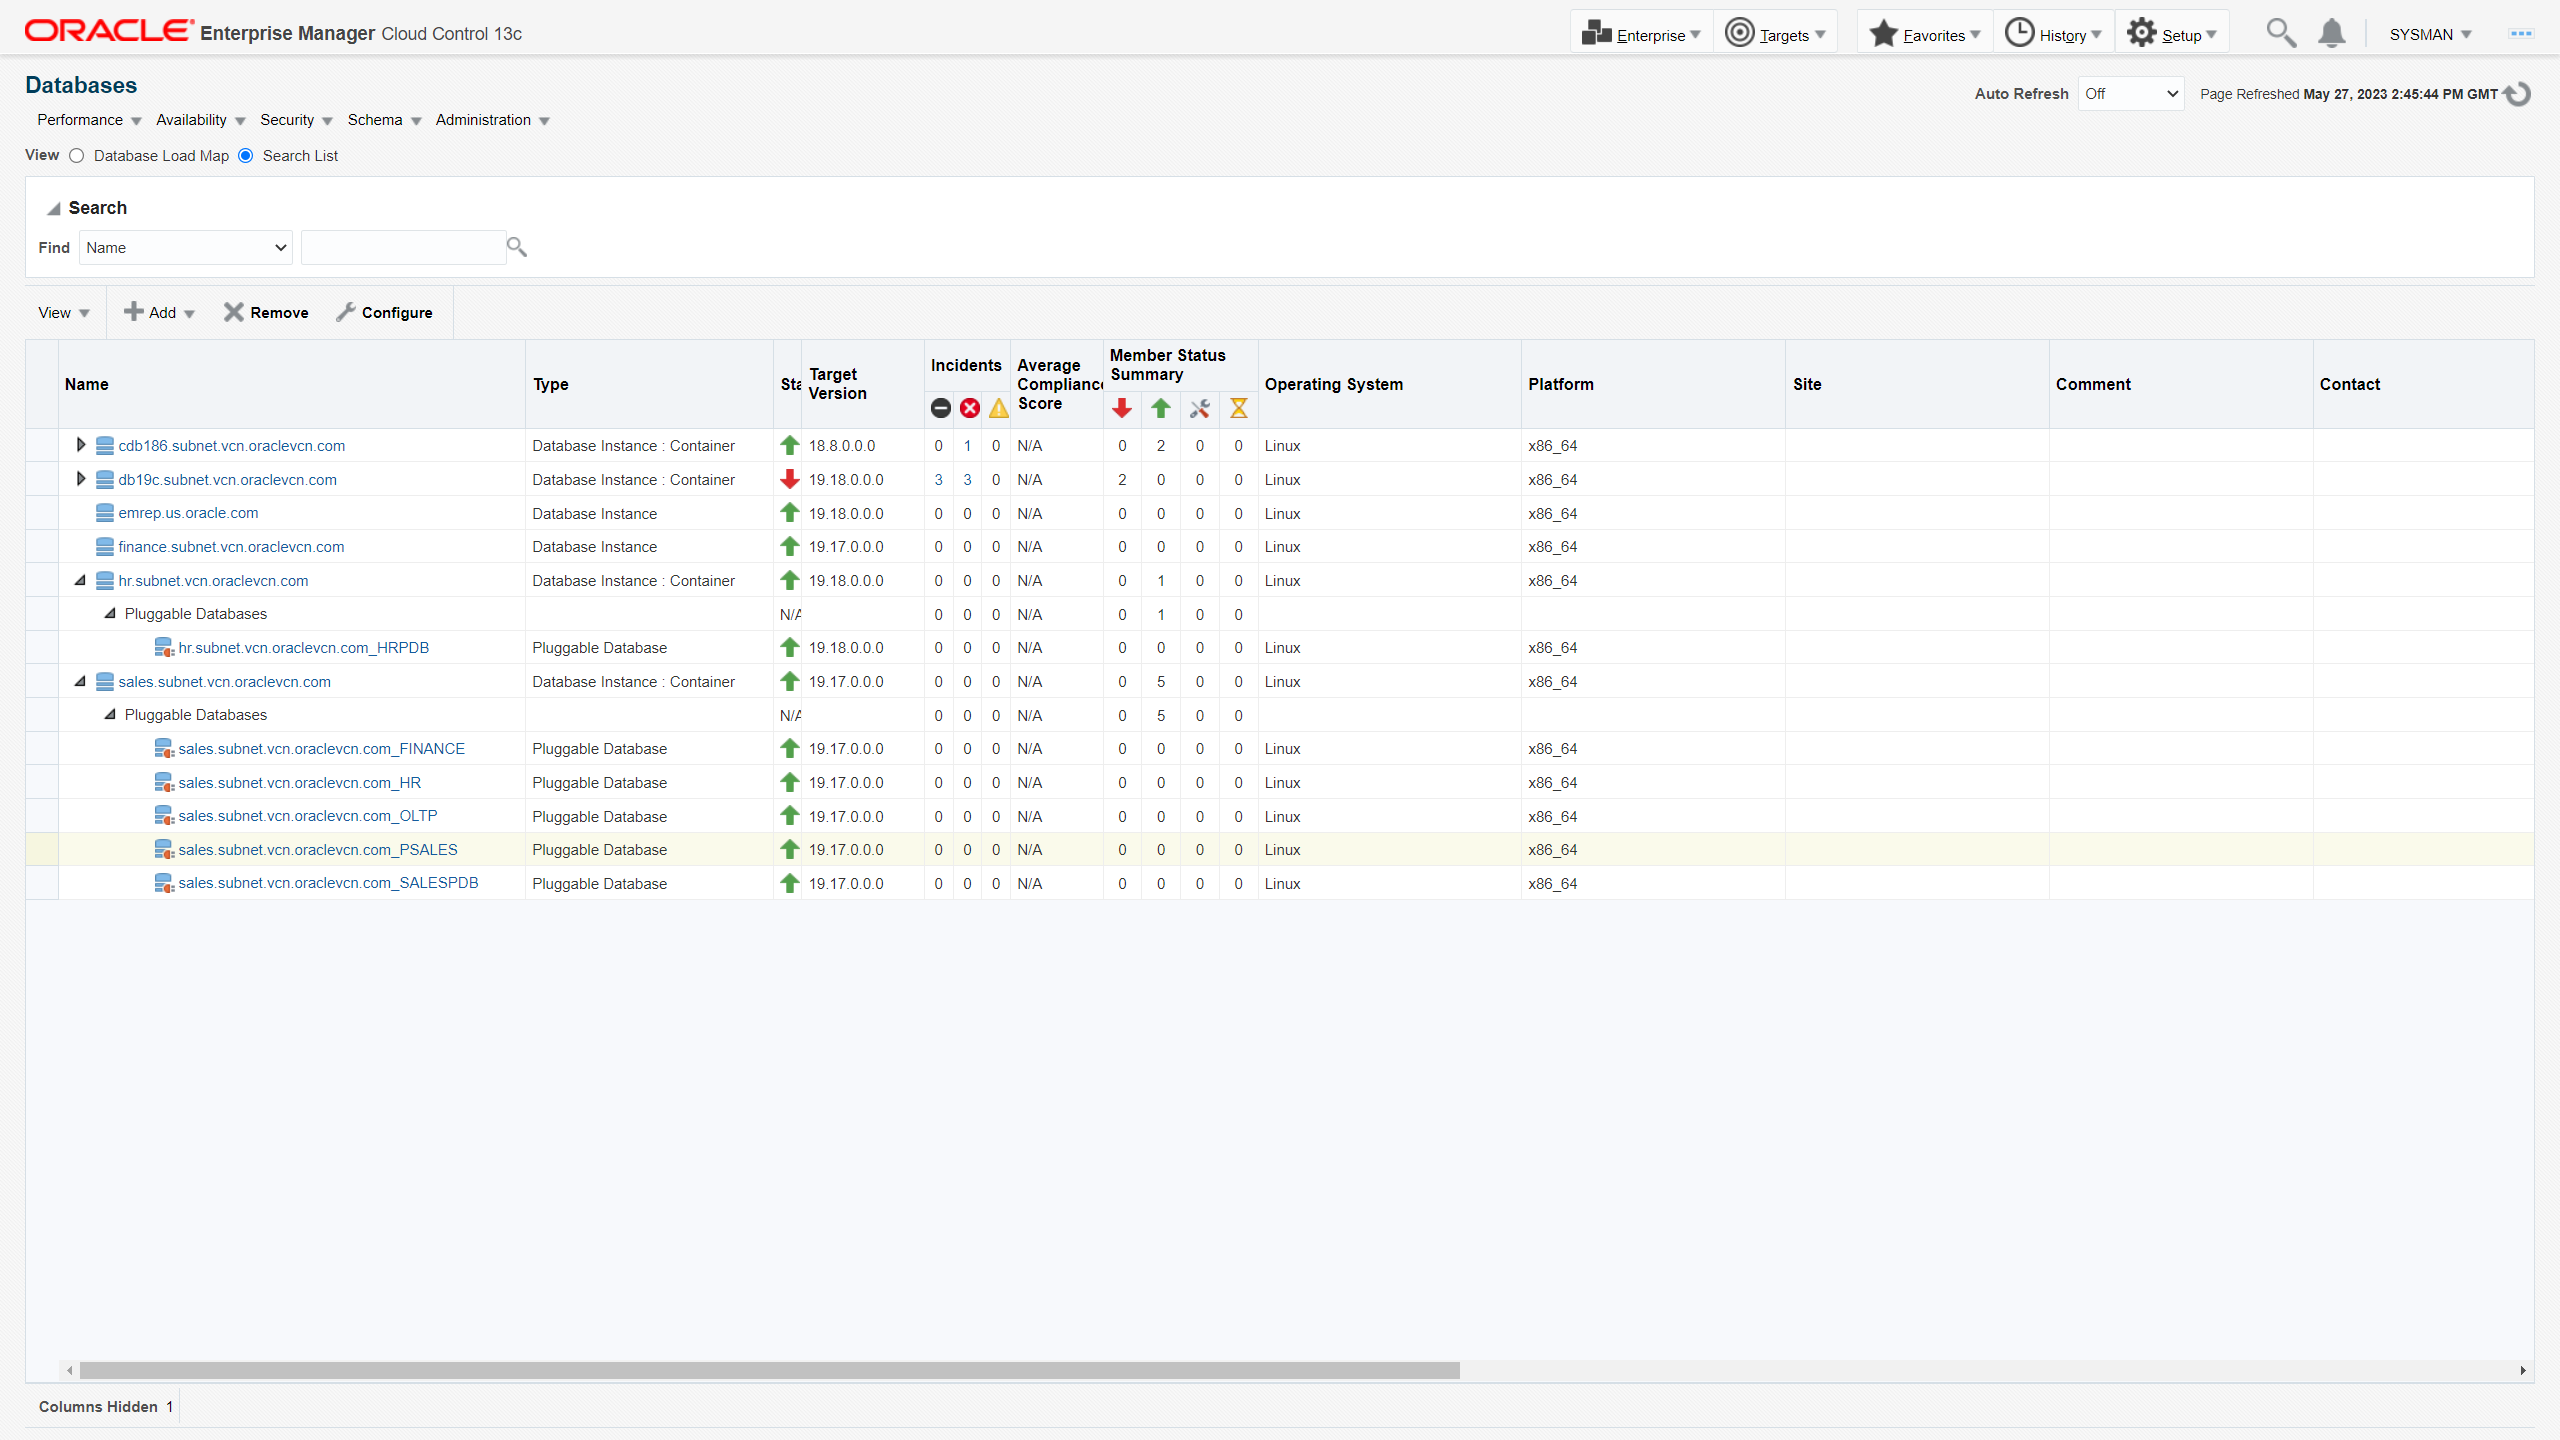 ORACLE Enterprise Manager Cloud Control 13c
Enterprise Targets Favorites History Setup SYSMAN
Databases
Auto Refresh Off Page Refreshed May 27, 2023 2:45:44 PM GMT
Performance Availability Security Schema Administration
View Database Load Map Search List
Search
Find Name
View Add Remove Configure
Name Type Sta Target Version Incidents Average Compliance Score Member Status Summary Operating System Platform Site Comment Contact
cdb186.subnet.vcn.oraclevcn.com Database Instance : Container 18.8.0.0.0 0 1 0 N/A 0 2 0 0 Linux x86_64
db19c.subnet.vcn.oraclevcn.com Database Instance : Container 19.18.0.0.0 3 3 0 N/A 2 0 0 0 Linux x86_64
emrep.us.oracle.com Database Instance 19.18.0.0.0 0 0 0 N/A 0 0 0 0 Linux x86_64
finance.subnet.vcn.oraclevcn.com Database Instance 19.17.0.0.0 0 0 0 N/A 0 0 0 0 Linux x86_64
hr.subnet.vcn.oraclevcn.com Database Instance : Container 19.18.0.0.0 0 0 0 N/A 0 1 0 0 Linux x86_64
Pluggable Databases N/A 0 0 0 N/A 0 1 0 0
hr.subnet.vcn.oraclevcn.com_HRPDB Pluggable Database 19.18.0.0.0 0 0 0 N/A 0 0 0 0 Linux x86_64
sales.subnet.vcn.oraclevcn.com Database Instance : Container 19.17.0.0.0 0 0 0 N/A 0 5 0 0 Linux x86_64
Pluggable Databases N/A 0 0 0 N/A 0 5 0 0
sales.subnet.vcn.oraclevcn.com_FINANCE Pluggable Database 19.17.0.0.0 0 0 0 N/A 0 0 0 0 Linux x86_64
sales.subnet.vcn.oraclevcn.com_HR Pluggable Database 19.17.0.0.0 0 0 0 N/A 0 0 0 0 Linux x86_64
sales.subnet.vcn.oraclevcn.com_OLTP Pluggable Database 19.17.0.0.0 0 0 0 N/A 0 0 0 0 Linux x86_64
sales.subnet.vcn.oraclevcn.com_PSALES Pluggable Database 19.17.0.0.0 0 0 0 N/A 0 0 0 0 Linux x86_64
sales.subnet.vcn.oraclevcn.com_SALESPDB Pluggable Database 19.17.0.0.0 0 0 0 N/A 0 0 0 0 Linux x86_64
Columns Hidden 1